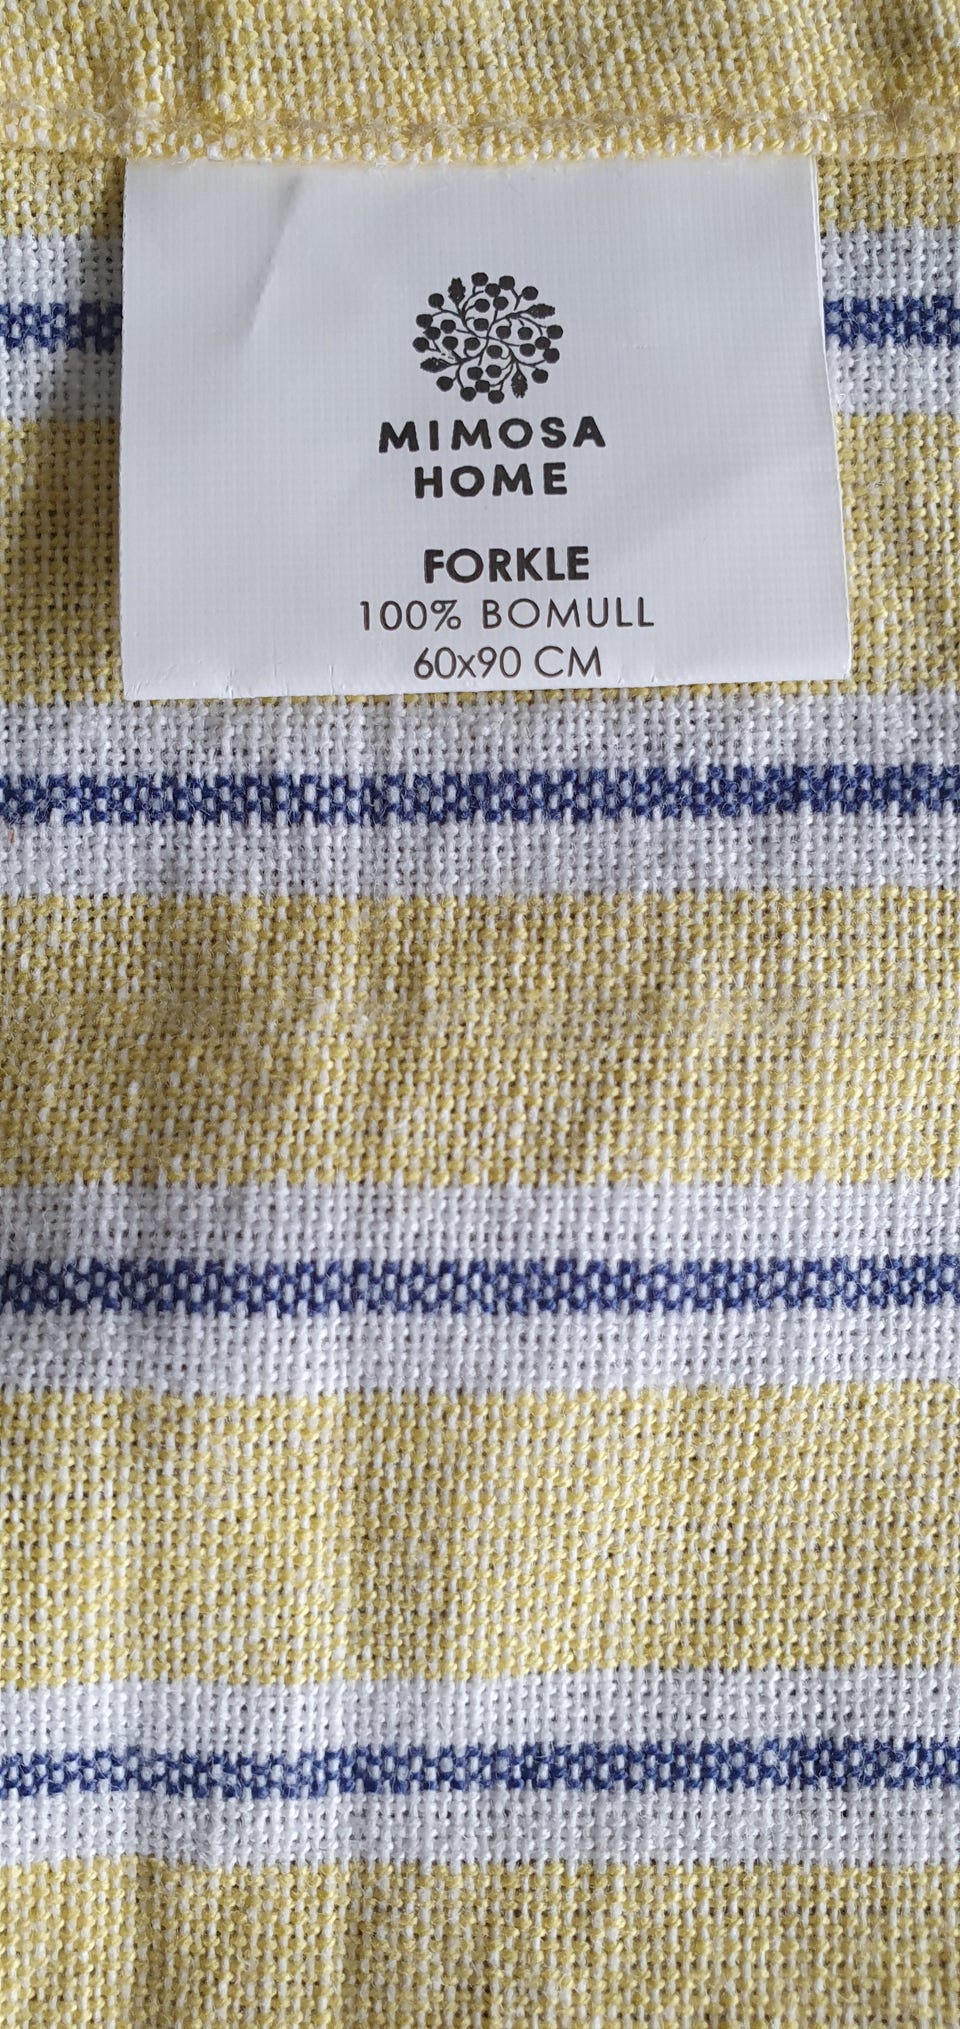 MIMOSA
HOME
FORKLE
100% BOMULL
60x90 CM